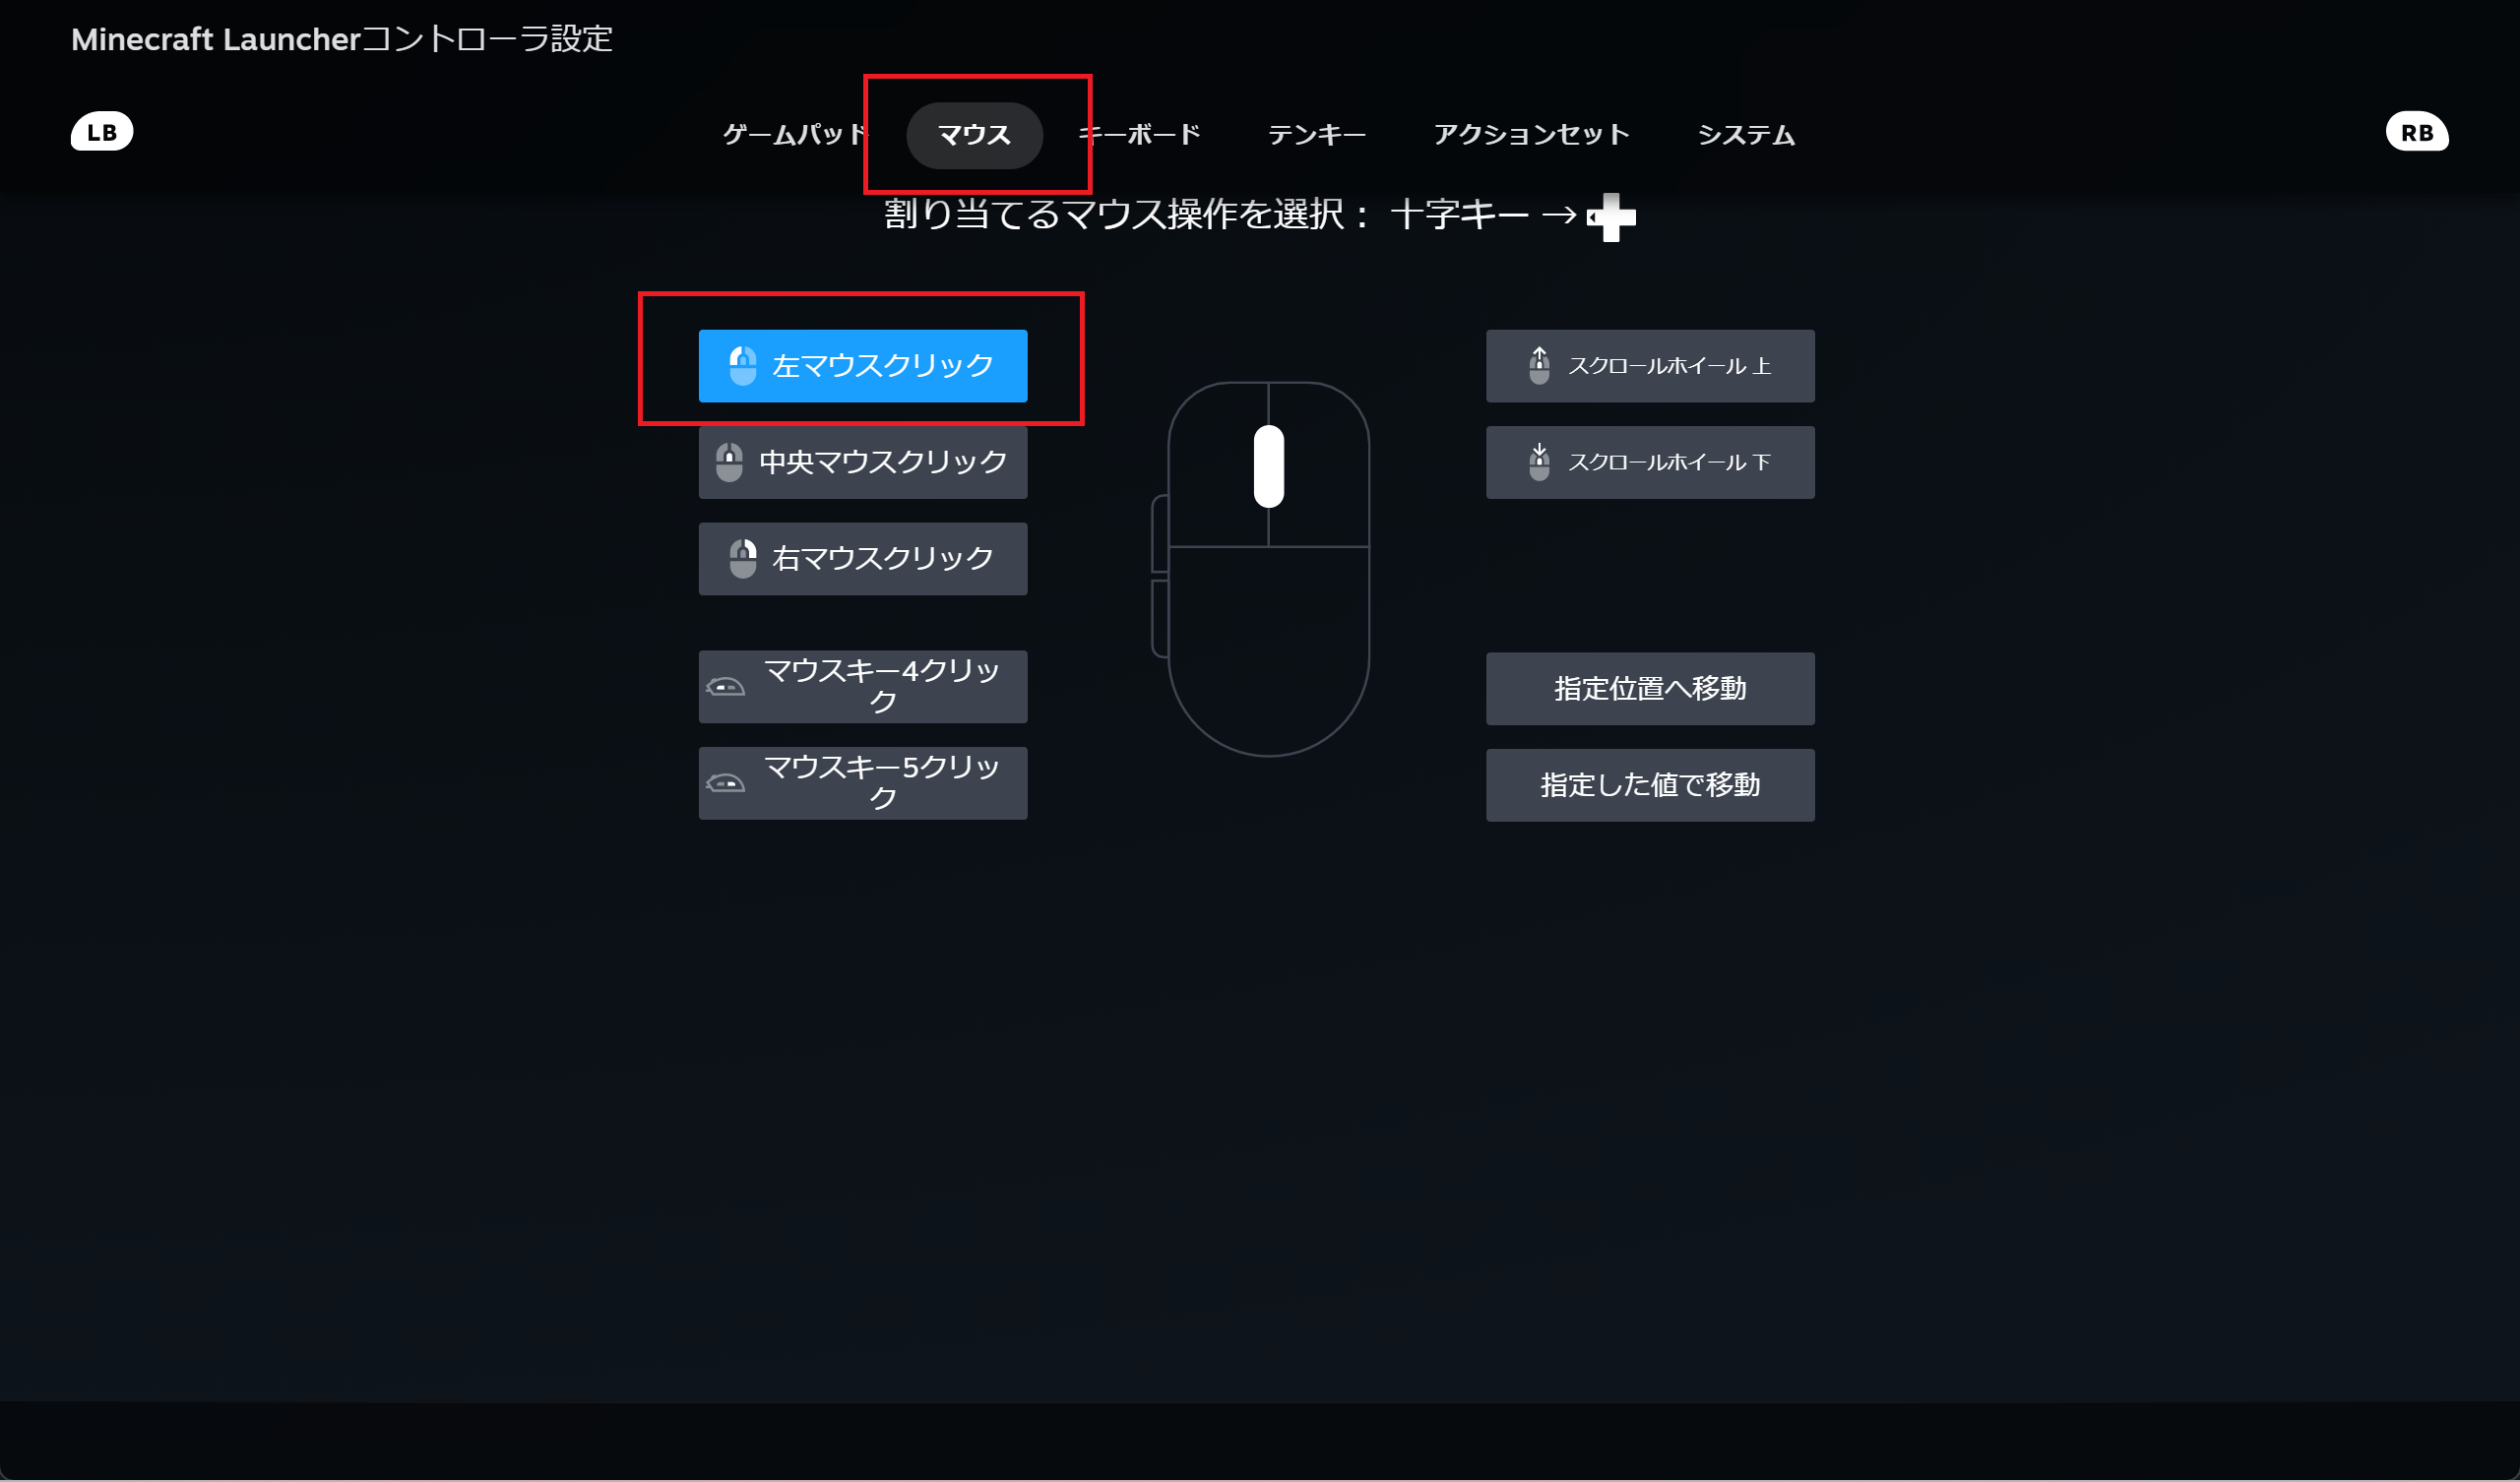 Minecraft Launcherコントローラ設定
LB
ゲームパッド
マウス
キーボード
テンキー
アクションセット
システム
RB
割り当てるマウス操作を選択： 十字キー →
左マウスクリック
中央マウスクリック
右マウスクリック
マウスキー4クリッ
ク
マウスキー5クリッ
ク
スクロールホイール 上
スクロールホイール 下
指定位置へ移動
指定した値で移動